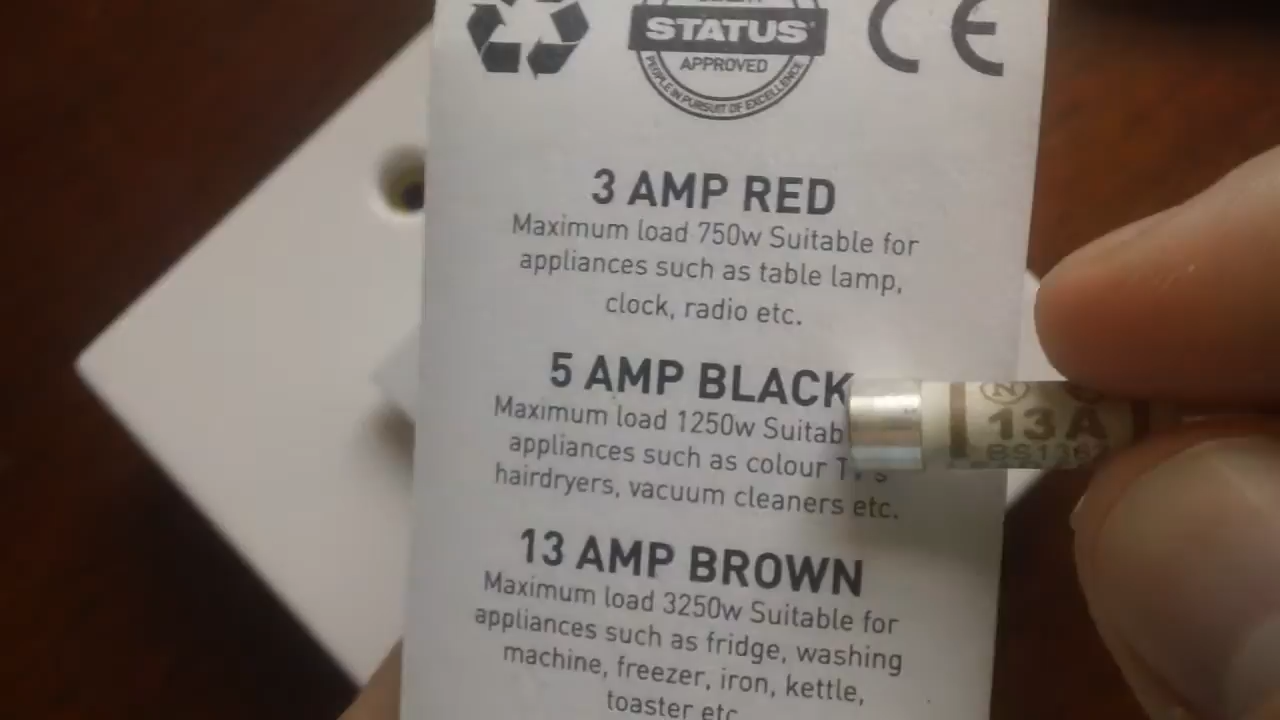 STATUS
APPROVED
PEOPLE IN PURSUIT OF EXCELLENCE
CE
3 AMP RED
Maximum load 750w Suitable for
appliances such as table lamp,
clock, radio etc.
5 AMP BLACK
Maximum load 1250w Suitab
appliances such as colour
hairdryers, vacuum cleaners etc.
13 AMP BROWN
Maximum load 3250w Suitable for
appliances such as fridge, washing
machine, freezer, iron, kettle,
toaster etc
N
13A